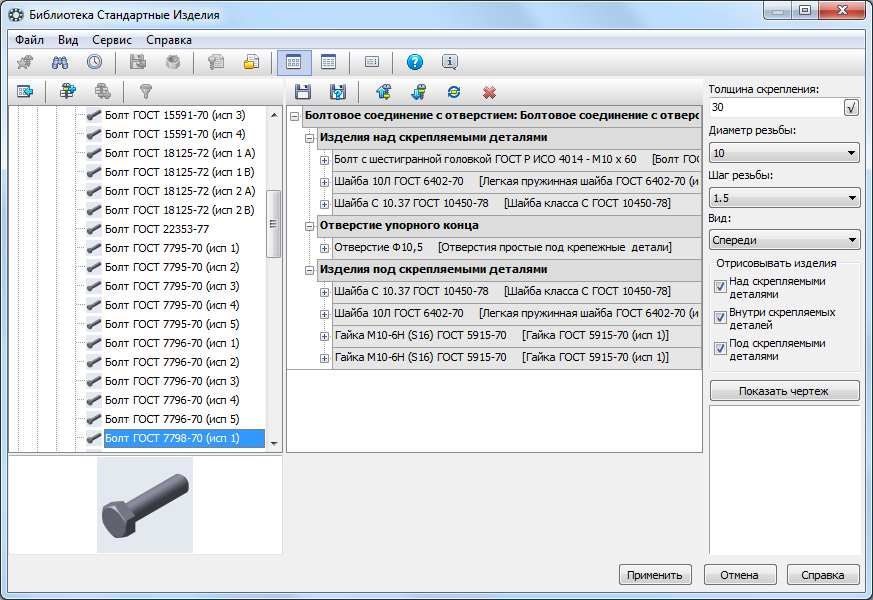 Библиотека Стандартные Изделия
Файл Вид Сервис Справка
Болт ГОСТ 15591-70 (исп 3)
Болт ГОСТ 15591-70 (исп 4)
Болт ГОСТ 18125-72 (исп 1 А)
Болт ГОСТ 18125-72 (исп 1 В)
Болт ГОСТ 18125-72 (исп 2 А)
Болт ГОСТ 18125-72 (исп 2 В)
Болт ГОСТ 22353-77
Болт ГОСТ 7795-70 (исп 1)
Болт ГОСТ 7795-70 (исп 2)
Болт ГОСТ 7795-70 (исп 3)
Болт ГОСТ 7795-70 (исп 4)
Болт ГОСТ 7795-70 (исп 5)
Болт ГОСТ 7796-70 (исп 1)
Болт ГОСТ 7796-70 (исп 2)
Болт ГОСТ 7796-70 (исп 3)
Болт ГОСТ 7796-70 (исп 4)
Болт ГОСТ 7796-70 (исп 5)
Болт ГОСТ 7798-70 (исп 1)
Болтовое соединение с отверстием: Болтовое соединение с отверс
Изделия над скрепляемыми деталями
Болт с шестигранной головкой ГОСТ Р ИСО 4014 - М10 x 60 [Болт ГОС
Шайба 10Л ГОСТ 6402-70 [Легкая пружинная шайба ГОСТ 6402-70 (и
Шайба С 10.37 ГОСТ 10450-78 [Шайба класса С ГОСТ 10450-78]
Отверстие упорного конца
Отверстие Ф10,5 [Отверстия простые под крепежные детали]
Изделия под скрепляемыми деталями
Шайба С 10.37 ГОСТ 10450-78 [Шайба класса С ГОСТ 10450-78]
Шайба 10Л ГОСТ 6402-70 [Легкая пружинная шайба ГОСТ 6402-70 (и
Гайка М10-6Н (S16) ГОСТ 5915-70 [Гайка ГОСТ 5915-70 (исп 1)]
Гайка М10-6Н (S16) ГОСТ 5915-70 [Гайка ГОСТ 5915-70 (исп 1)]
Толщина скрепления:
30
Диаметр резьбы:
10
Шаг резьбы:
1.5
Вид:
Спереди
Отрисовывать изделия
Над скрепляемыми
деталями
Внутри скрепляемых
деталей
Под скрепляемыми
деталями
Показать чертеж
Применить Отмена Справка